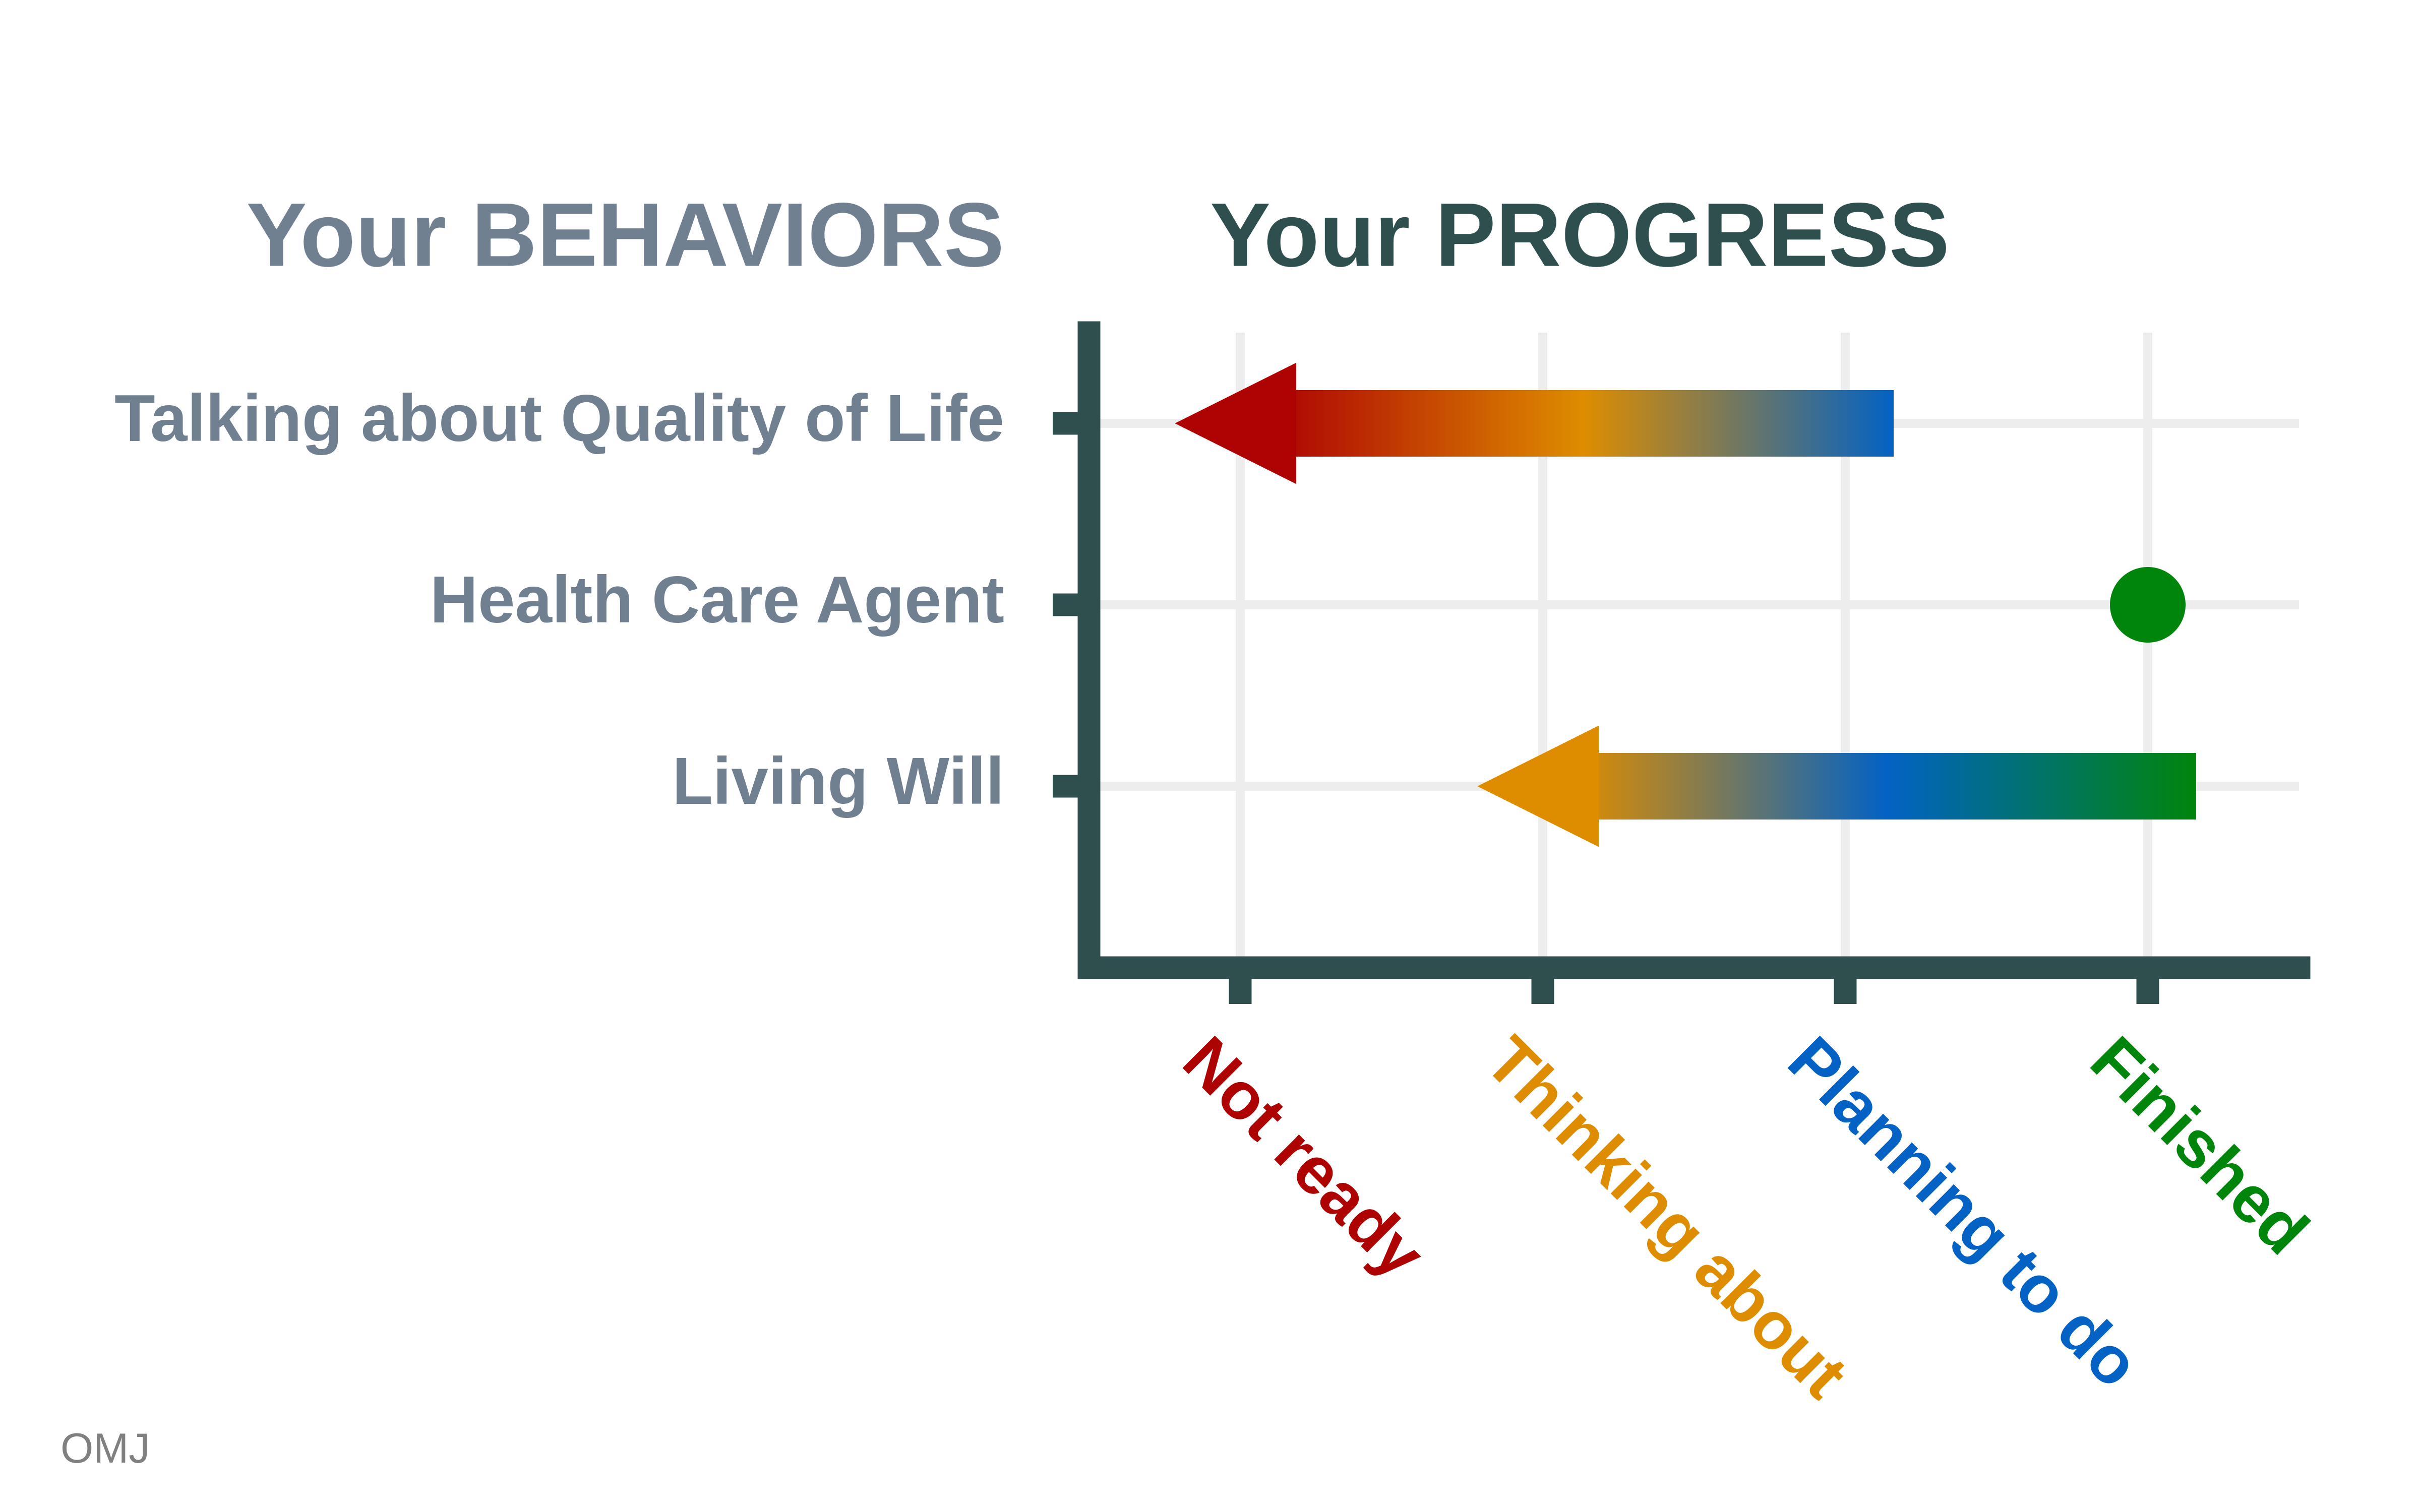 Your BEHAVIORS
Your PROGRESS
Talking about Quality of Life
Health Care Agent
Living Will
Not ready
Thinking about
Planning to do
Finished
OMJ